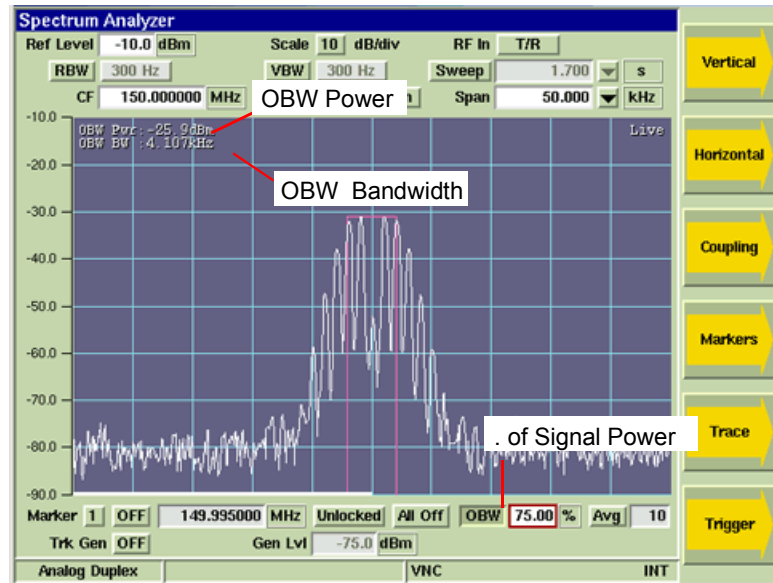 Spectrum Analyzer
Ref Level -10.0 dBm Scale 10 dB/div RF In T/R
RBW 300 Hz VBW 300 Hz Sweep 1.700 s
CF 150.000000 MHz OBW Power Span 50.000 kHz
-10.0
OBW Pwr:-25.9dBm Live
OBW BW :4.107kHz
OBW Bandwidth
-20.0
-30.0
-40.0
-50.0
-60.0
-70.0
. of Signal Power
-80.0
-90.0
Marker 1 OFF 149.995000 MHz Unlocked All Off OBW 75.00 % Avg 10
Trk Gen OFF Gen Lvl -75.0 dBm
Analog Duplex VNC INT
Vertical
Horizontal
Coupling
Markers
Trace
Trigger